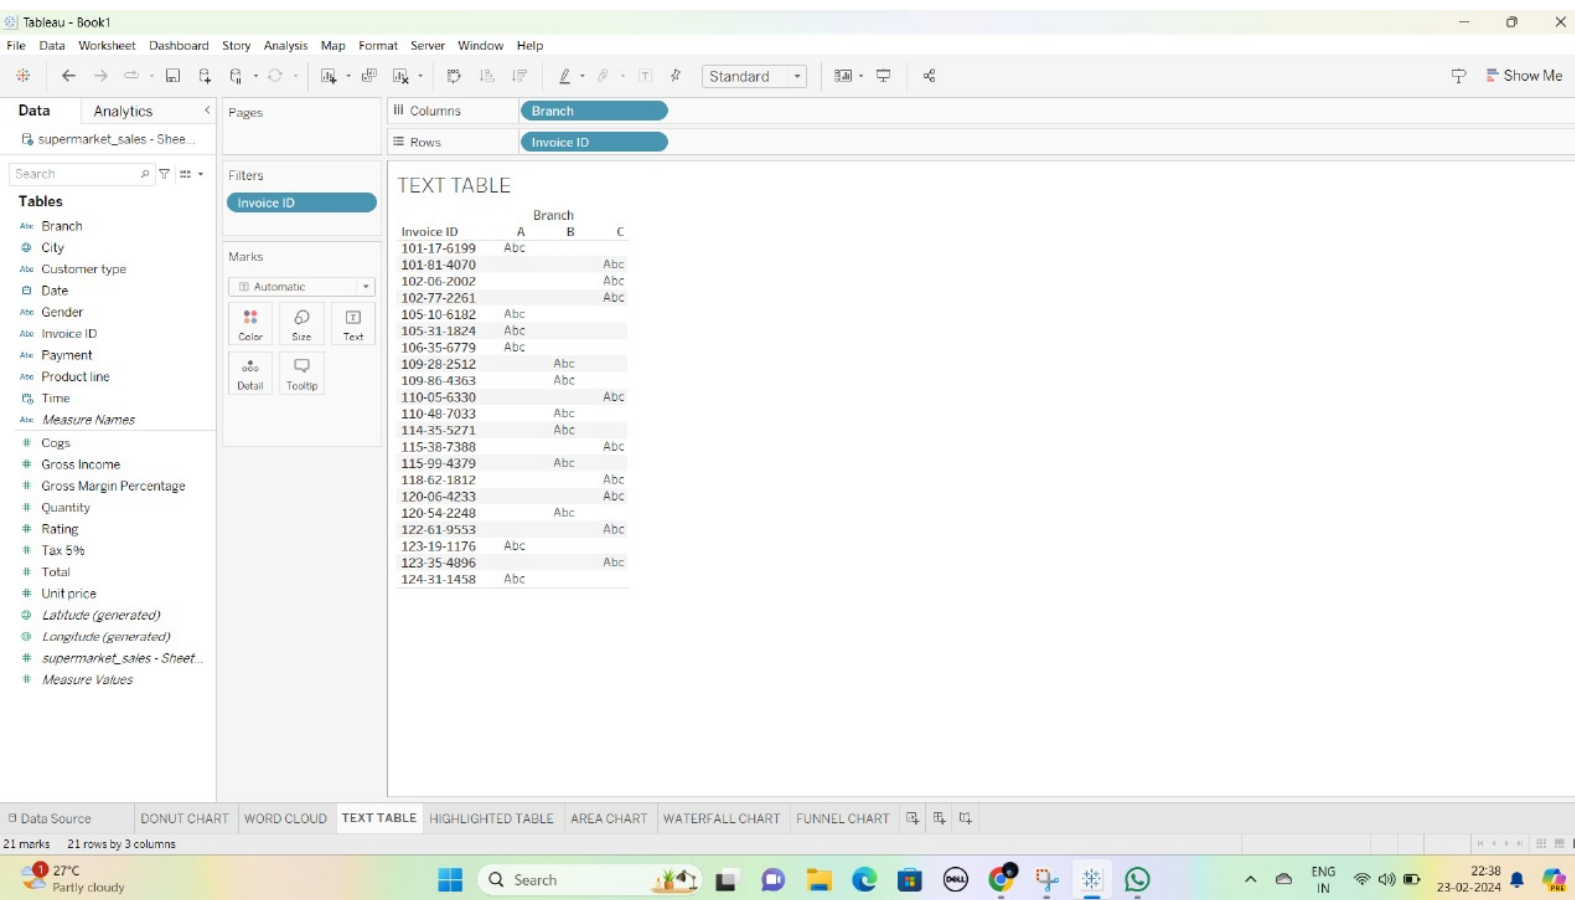 Tableau - Book1
File Data Worksheet Dashboard Story Analysis Map Format Server Window Help
Standard
Show Me
Data Analytics
Pages
Columns Branch
supermarket_sales - Shee...
Rows Invoice ID
Search
Filters
TEXT TABLE
Tables
Invoice ID
Branch
Abc Branch
Invoice ID A B C
City
101-17-6199 Abc
Marks
101-81-4070 Abc
Abc Customer type
102-06-2002 Abc
Date
Automatic
102-77-2261 Abc
Abc Gender
105-10-6182 Abc
Abc Invoice ID
Color Size Text
105-31-1824 Abc
106-35-6779 Abc
Abc Payment
109-28-2512 Abc
Abc Product line
Detail Tooltip
109-86-4363 Abc
Time
110-05-6330 Abc
110-48-7033 Abc
Abc Measure Names
114-35-5271 Abc
Cogs
115-38-7388 Abc
Gross Income
115-99-4379 Abc
118-62-1812 Abc
Gross Margin Percentage
120-06-4233 Abc
Quantity
120-54-2248 Abc
Rating
122-61-9553 Abc
Tax 5%
123-19-1176 Abc
123-35-4896 Abc
Total
124-31-1458 Abc
Unit price
Latitude (generated)
Longitude (generated)
supermarket_sales - Sheet...
Measure Values
Data Source DONUT CHART WORD CLOUD TEXT TABLE HIGHLIGHTED TABLE AREA CHART WATERFALL CHART FUNNEL CHART
21 marks 21 rows by 3 columns
1 27°C
Partly cloudy
Search
DELL
ENG
IN
22:38
23-02-2024
PRE